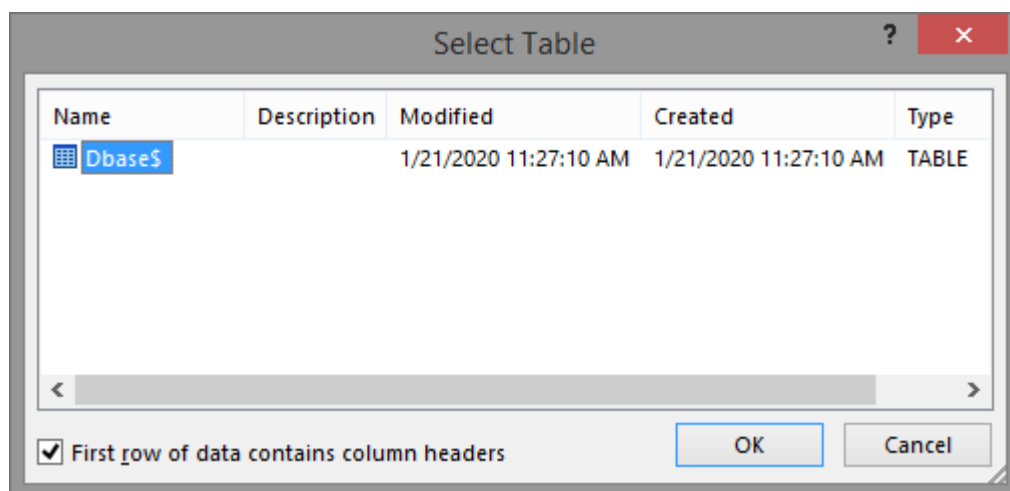 Select Table ? ×
Name Description Modified Created Type
Dbase$ 1/21/2020 11:27:10 AM 1/21/2020 11:27:10 AM TABLE
First row of data contains column headers OK Cancel